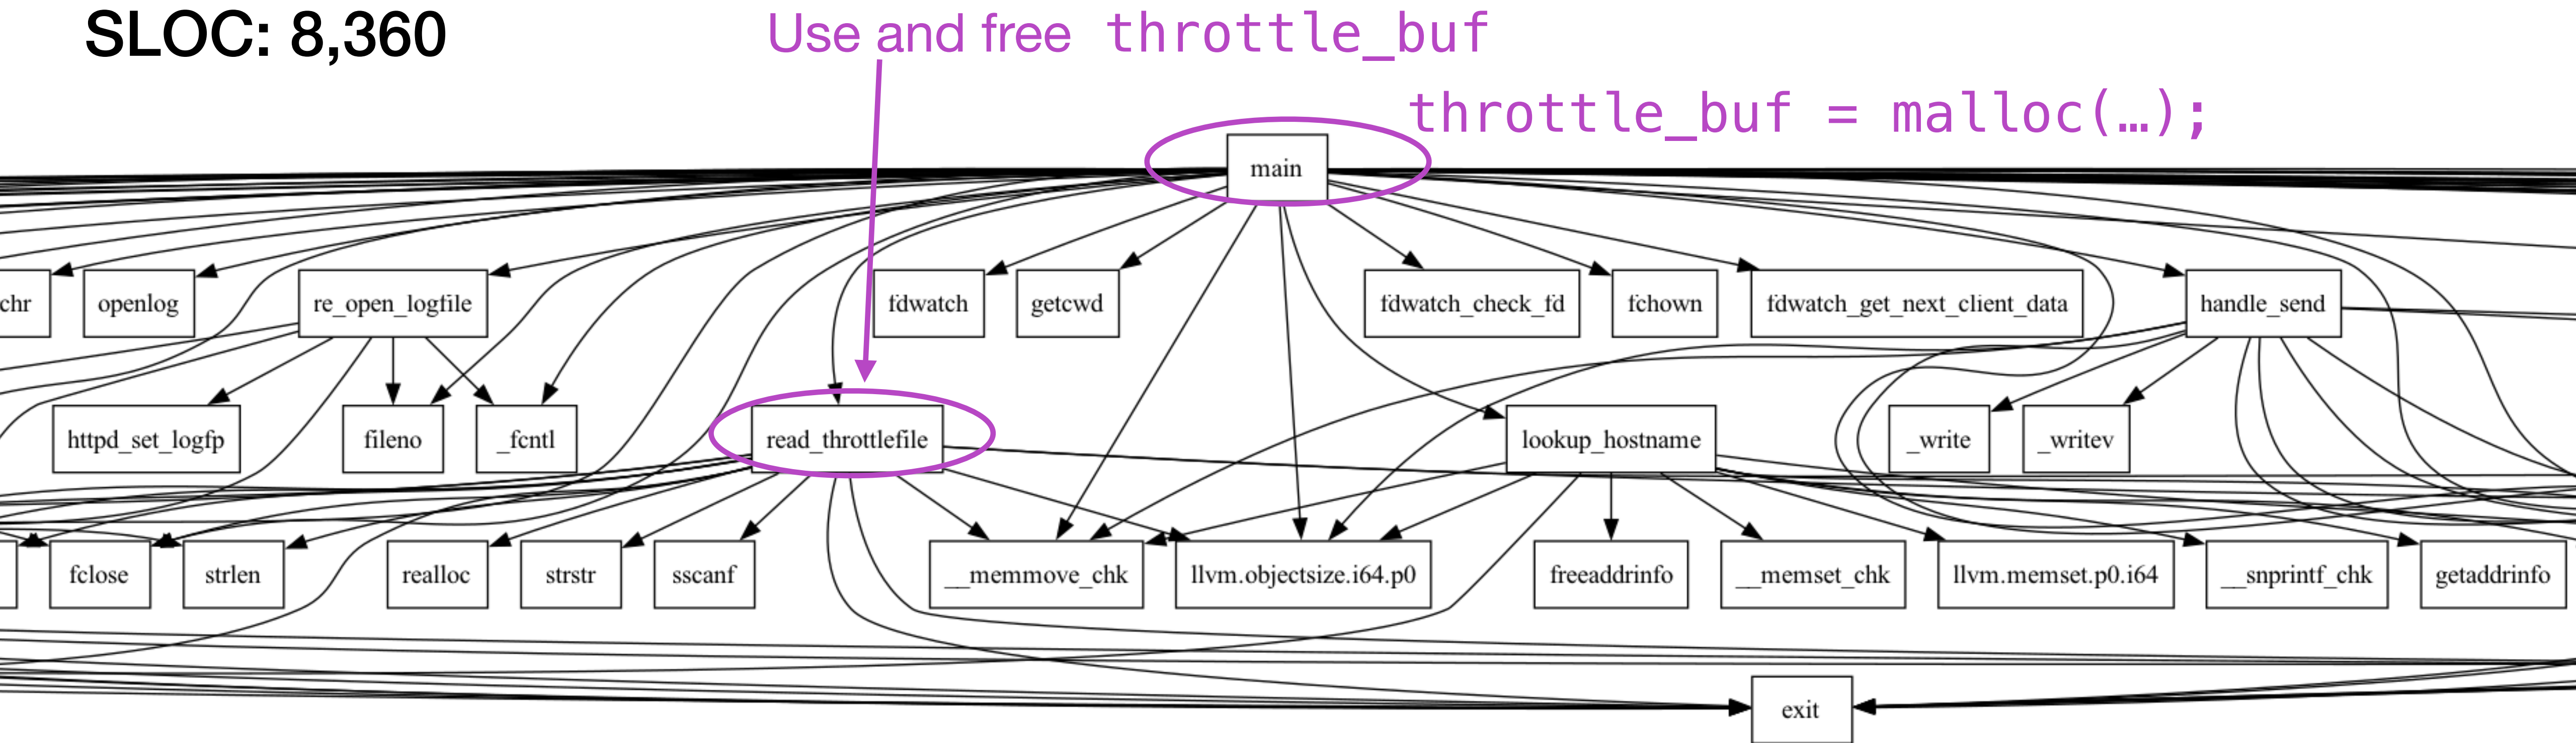 SLOC: 8,360
Use and free throttle_buf
throttle_buf = malloc(…);
main
chr
openlog
re_open_logfile
fdwatch
getcwd
fdwatch_check_fd
fchown
fdwatch_get_next_client_data
handle_send
httpd_set_logfp
fileno
_fcntl
read_throttlefile
lookup_hostname
_write
_writev
fclose
strlen
realloc
strstr
sscanf
__memmove_chk
llvm.objectsize.i64.p0
freeaddrinfo
__memset_chk
llvm.memset.p0.i64
__snprintf_chk
getaddrinfo
exit